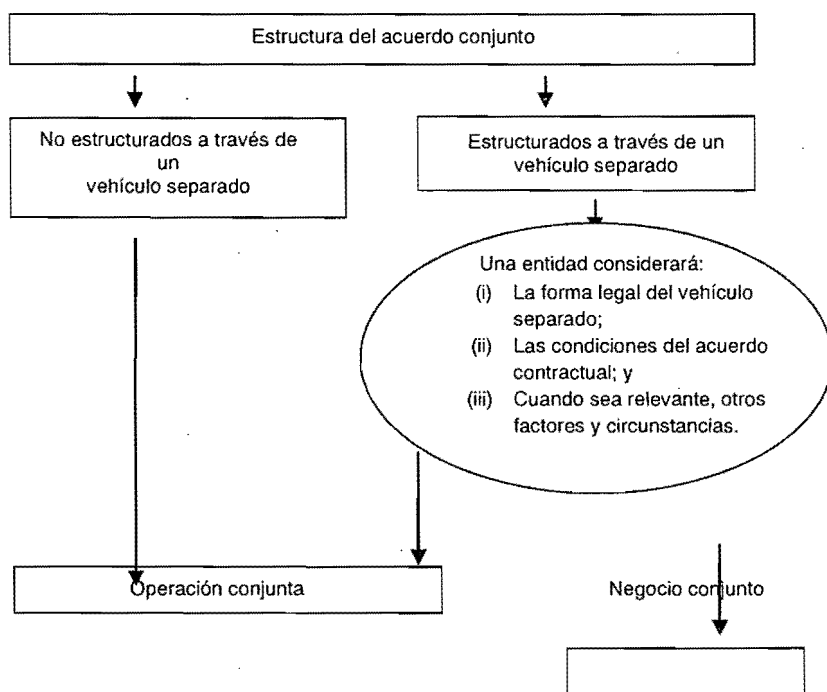 Estructura del acuerdo conjunto
No estructurados a través de
un
vehículo separado
Estructurados a través de un
vehículo separado
Una entidad considerará:
(i) La forma legal del vehículo
separado;
(ii) Las condiciones del acuerdo
contractual; y
(iii) Cuando sea relevante, otros
factores y circunstancias.
Operación conjunta
Negocio conjunto